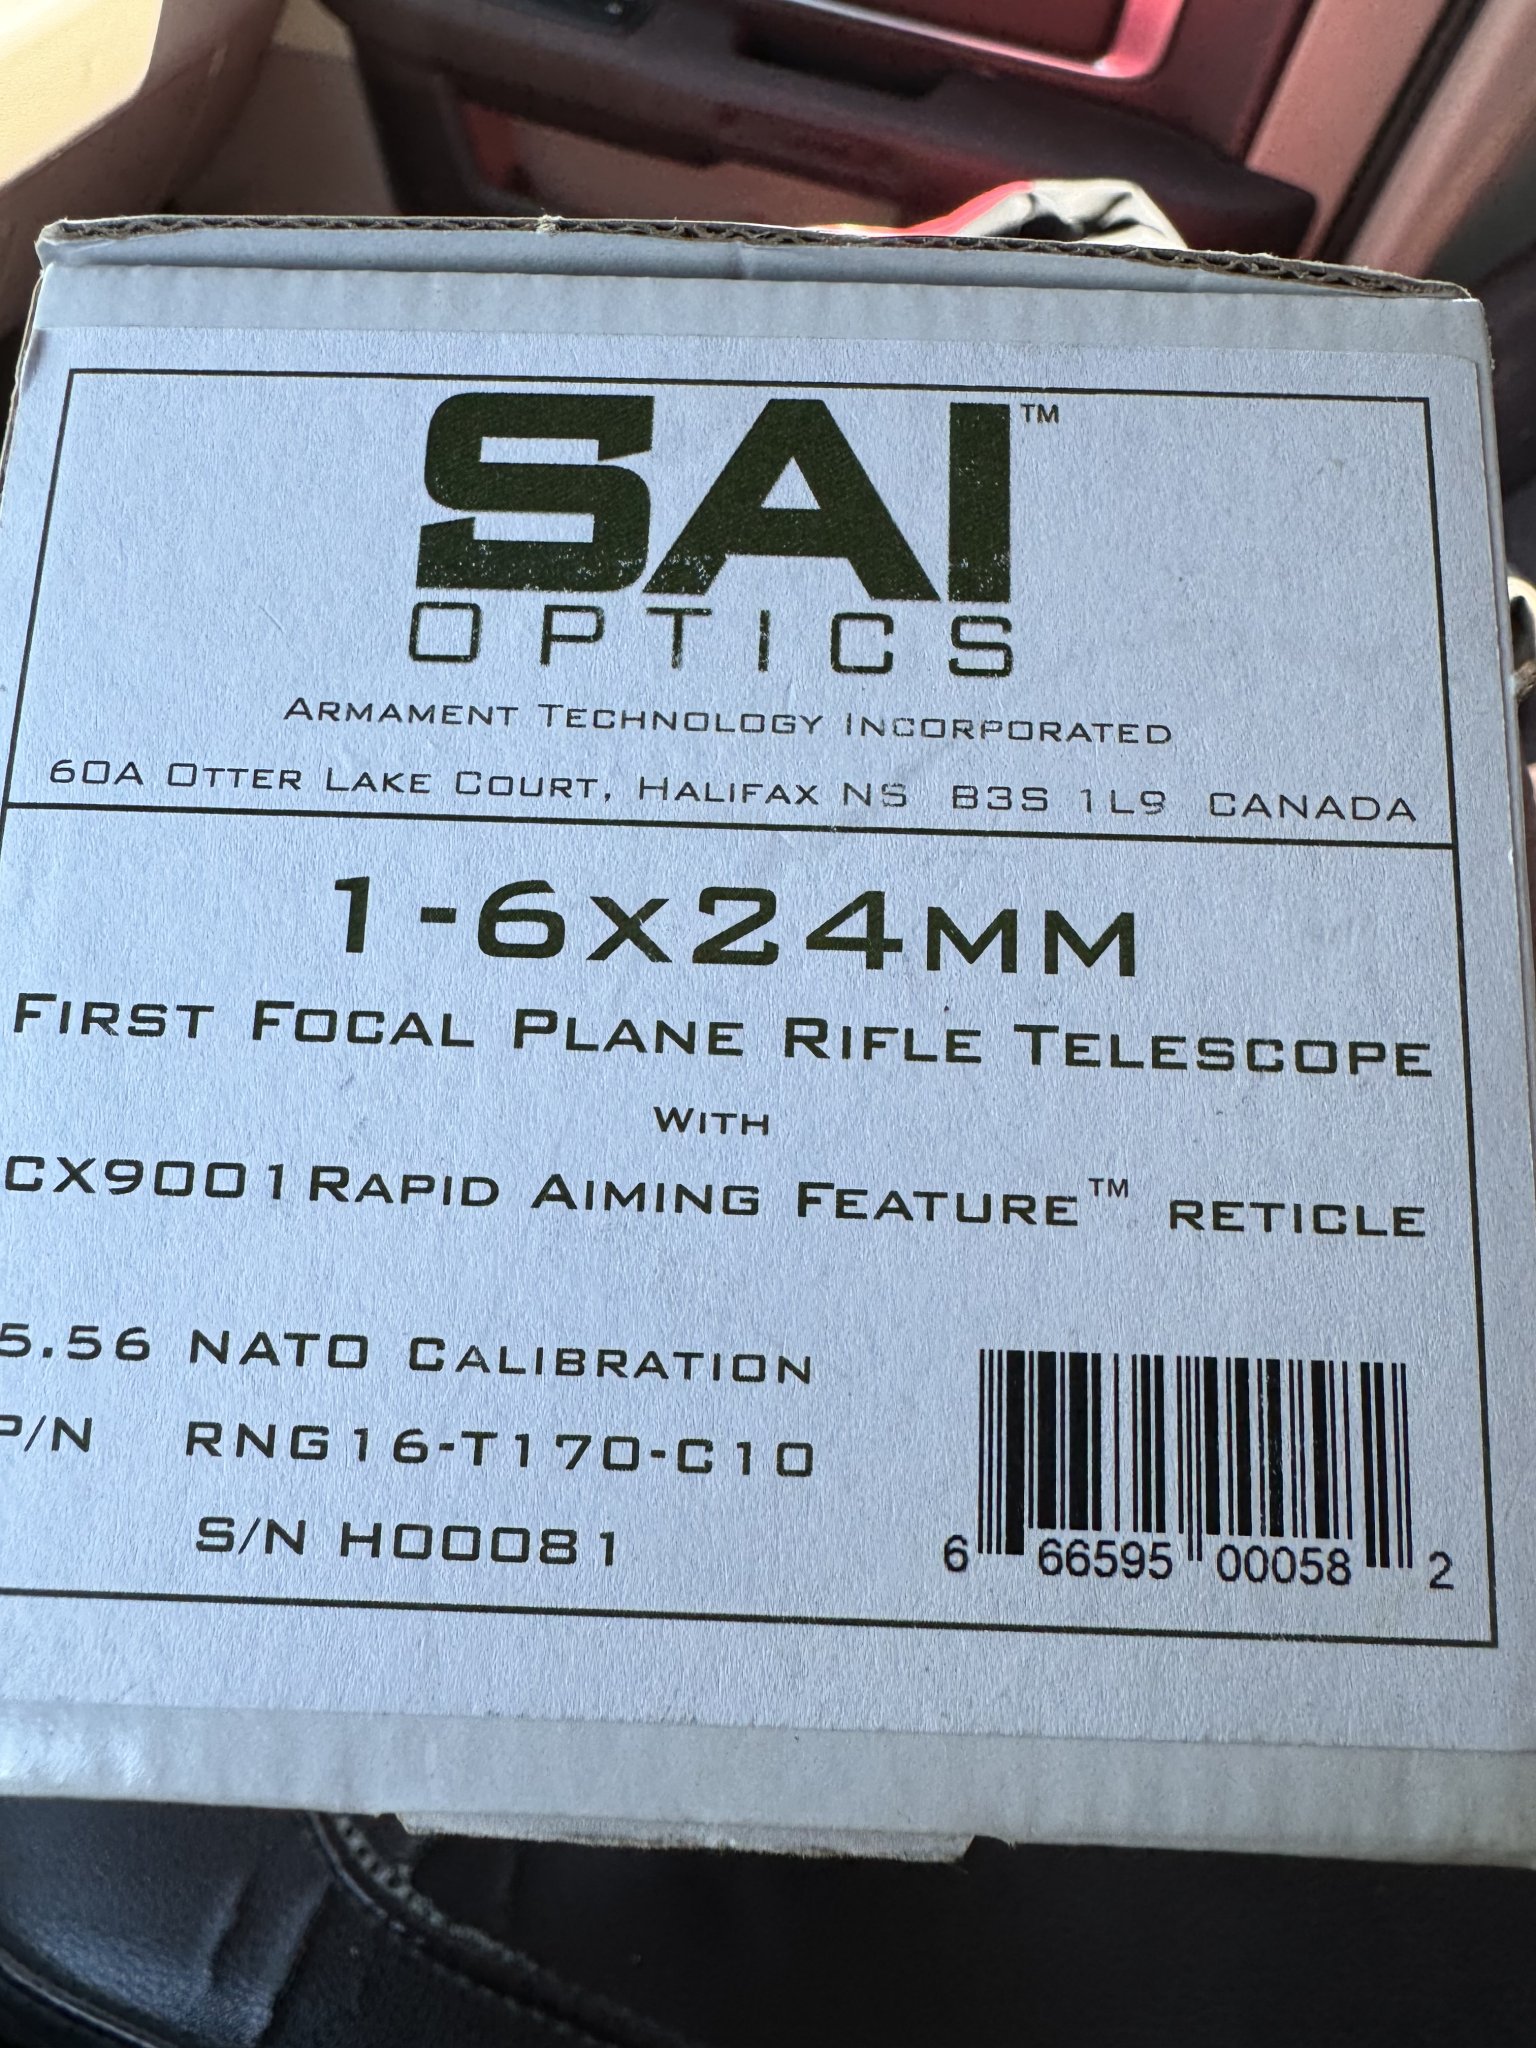 SAI™
OPTICS
ARMAMENT TECHNOLOGY INCORPORATED
60A OTTER LAKE COURT, HALIFAX NS B3S 1L9 CANADA
1-6X24MM
FIRST FOCAL PLANE RIFLE TELESCOPE
WITH
CX9001RAPID AIMING FEATURE™ RETICLE
5.56 NATO CALIBRATION
P/N RNG16-T170-C10
S/N H00081
6 66595 00058 2